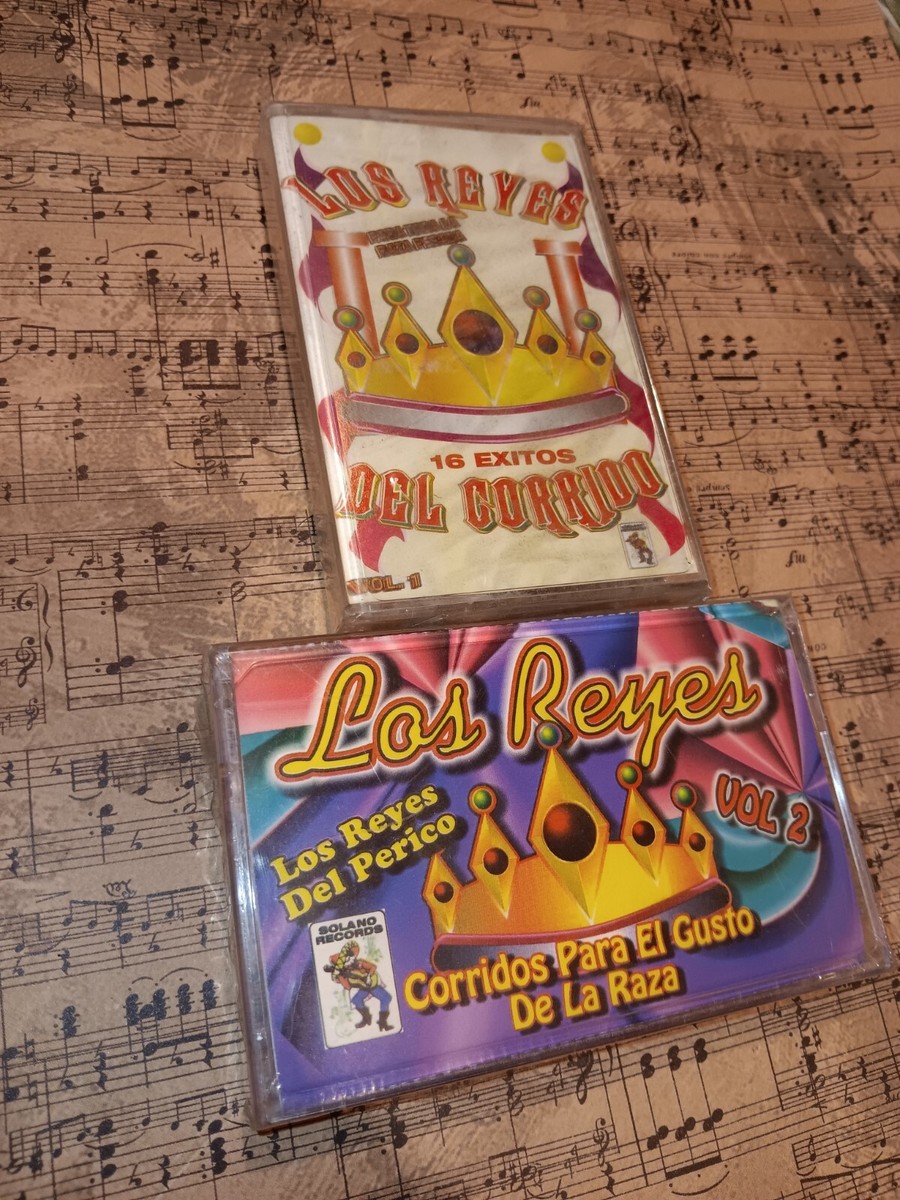 LOS REYES
16 EXITOS
DEL CORRIDO
VOL. 1
Los Reyes
VOL 2
Los Reyes
Del Perico
SOLANO
RECORDS
Corridos Para El Gusto
De La Raza